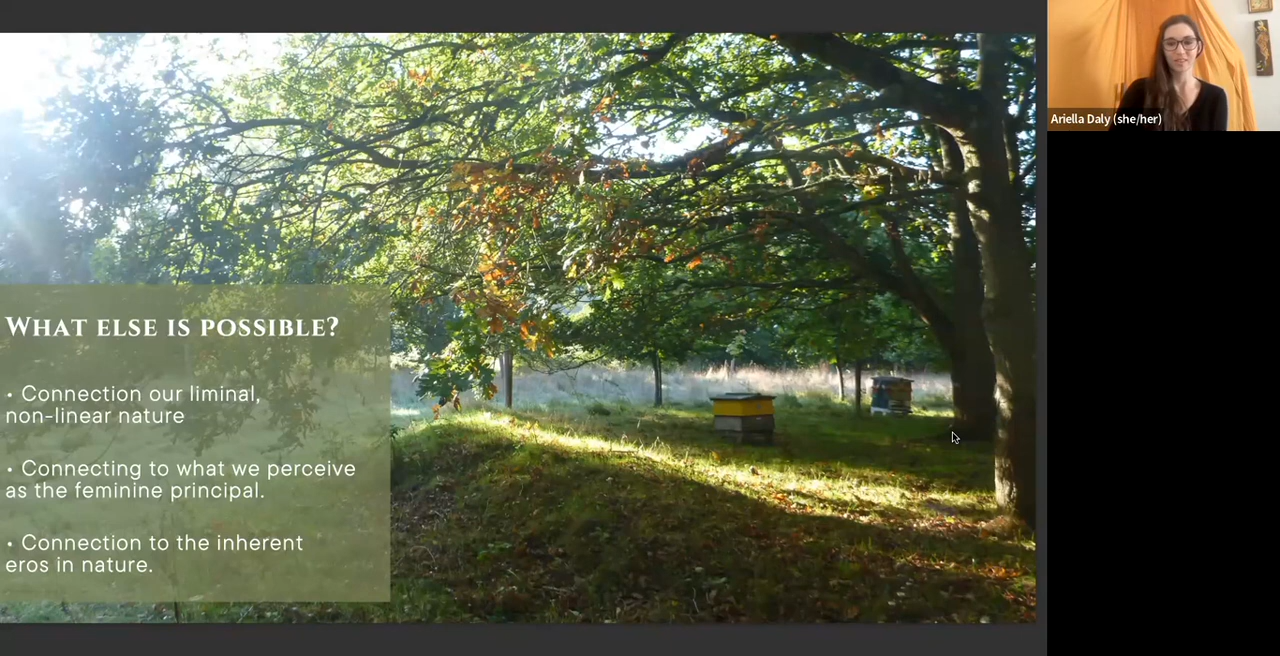 WHAT ELSE IS POSSIBLE?
• Connection our liminal,
non-linear nature
• Connecting to what we perceive
as the feminine principal.
• Connection to the inherent
eros in nature.
Ariella Daly (she/her)